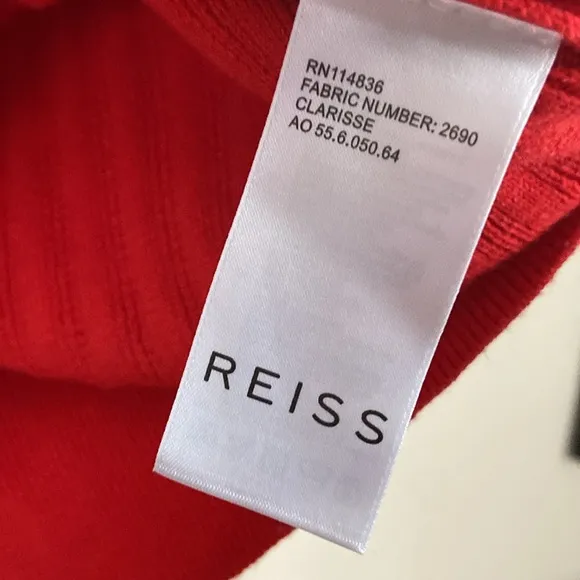 RN114836
FABRIC NUMBER: 2690
CLARISSE
AO 55.6.050.64
REISS